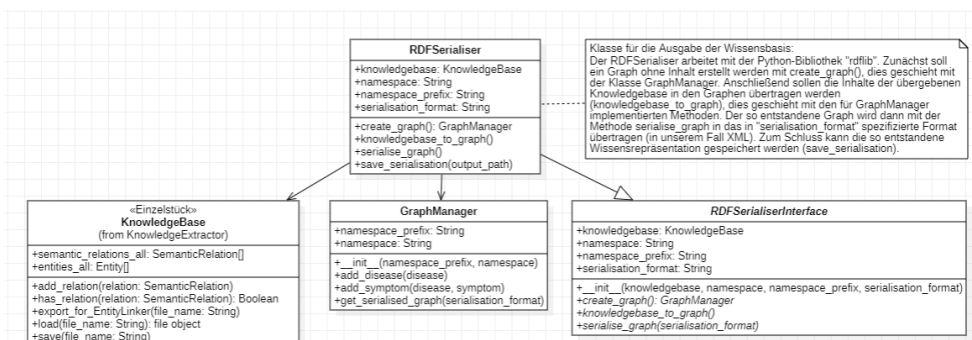 RDFSerialiser
+knowledgebase: KnowledgeBase
+namespace: String
+namespace_prefix: String
+serialisation_format: String
+create_graph(): GraphManager
+knowledgebase_to_graph()
+serialise_graph()
+save_serialisation(output_path)
Klasse für die Ausgabe der Wissensbasis:
Der RDFSerialiser arbeitet mit der Python-Bibliothek "rdflib". Zunächst soll
ein Graph ohne Inhalt erstellt werden mit create_graph(), dies geschieht mit
der Klasse GraphManager. Anschließend sollen die Inhalte der übergebenen
Knowledgebase in den Graphen übertragen werden
(knowledgebase_to_graph), dies geschieht mit den für GraphManager
implementierten Methoden. Der so entstandene Graph wird dann mit der
Methode serialise_graph in das in "serialisation_format" spezifizierte Format
übertragen (in unserem Fall XML). Zum Schluss kann die so entstandene
Wissensrepräsentation gespeichert werden (save_serialisation).
«Einzelstück»
KnowledgeBase
(from KnowledgeExtractor)
+semantic_relations_all: SemanticRelation[]
+entities_all: Entity[]
+add_relation(relation: SemanticRelation)
+has_relation(relation: SemanticRelation): Boolean
+export_for_EntityLinker(file_name: String)
+load(file_name: String): file object
+save(file_name: String)
GraphManager
+namespace_prefix: String
+namespace: String
+__init__(namespace_prefix, namespace)
+add_disease(disease)
+add_symptom(disease, symptom)
+get_serialised_graph(serialisation_format)
RDFSerialiserInterface
+knowledgebase: KnowledgeBase
+namespace: String
+namespace_prefix: String
+serialisation_format: String
+__init__(knowledgebase, namespace, namespace_prefix, serialisation_format)
+create_graph(): GraphManager
+knowledgebase_to_graph()
+serialise_graph(serialisation_format)